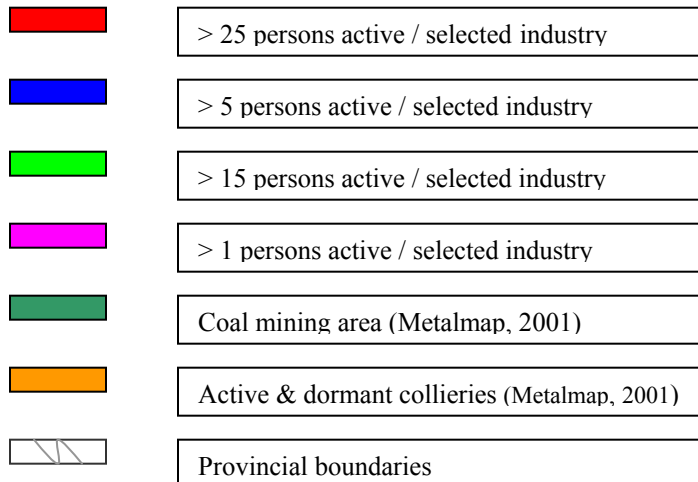 > 25 persons active / selected industry
> 5 persons active / selected industry
> 15 persons active / selected industry
> 1 persons active / selected industry
Coal mining area (Metalmap, 2001)
Active & dormant collieries (Metalmap, 2001)
Provincial boundaries